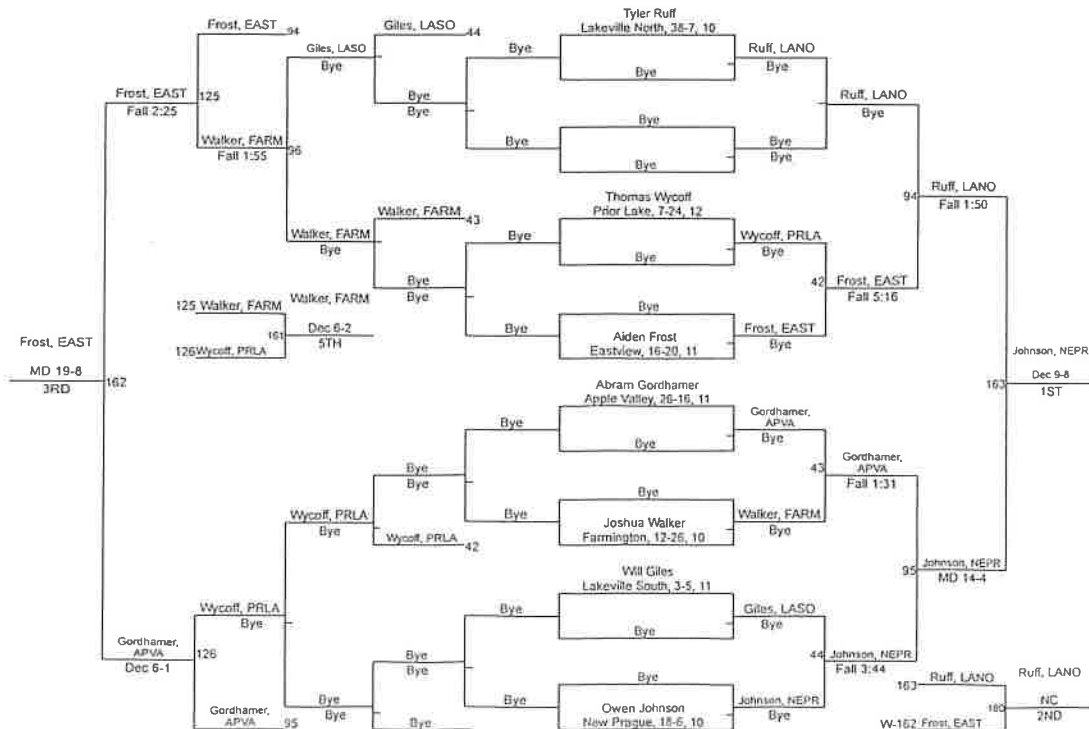 Tyler Ruff
Frost, EAST
Giles, LASO
Bye
Lakeville North, 38-7, 10
Ruff, LANO
94
44
Giles, LASO
Bye
Bye
Bye
Frost, EAST
125
Bye
Bye
Ruff, LANO
Fall 2:25
Bye
Bye
Walker, FARM
Bye
Bye
Fall 1:55
96
Bye
Bye
94
Ruff, LANO
Thomas Wycoff
Fall 1:50
Walker, FARM
Prior Lake, 7-24, 12
43
Walker, FARM
Bye
Wycoff, PRLA
Bye
Bye
Bye
Bye
42
Frost, EAST
Bye
Fall 5:16
125
Walker, FARM
Walker, FARM
Bye
161
Dec 6-2
Bye
Aiden Frost
Frost, EAST
Frost, EAST
126
Wycoff, PRLA
5TH
Eastview, 16-20, 11
Bye
Johnson, NEPR
MD 19-8
162
163
Dec 9-8
3RD
Abram Gordhamer
1ST
Apple Valley, 26-16, 11
Gordhamer,
Bye
APVA
Bye
Bye
Gordhamer,
Bye
43
APVA
Bye
Bye
Fall 1:31
Wycoff, PRLA
Bye
Joshua Walker
Walker, FARM
Bye
Wycoff, PRLA
Farmington, 12-26, 10
Bye
42
Will Giles
95
Johnson, NEPR
Lakeville South, 3-5, 11
MD 14-4
Wycoff, PRLA
Bye
Giles, LASO
Bye
Bye
Bye
Gordhamer,
126
APVA
Bye
Bye
44
Johnson, NEPR
Dec 6-1
Bye
Fall 3:44
Ruff, LANO
163
Ruff, LANO
Gordhamer,
Bye
Bye
Owen Johnson
Johnson, NEPR
180
NC
APVA
95
Bye
New Prague, 18-6, 10
Bye
2ND
Bye
W-162
Frost, EAST